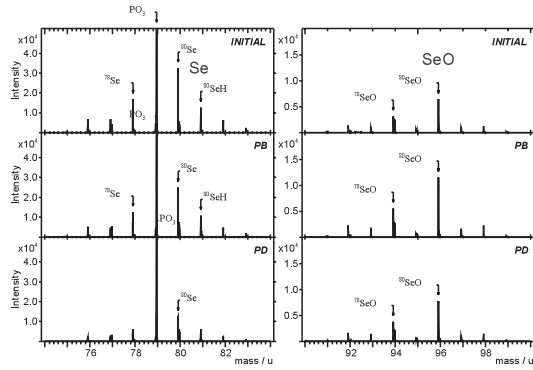 PO3
x10⁴
INITIAL
Intensity
4.0
3.0
2.0
1.0
⁷⁸Se
PO3
⁸⁰Se
Se
⁸⁰SeH
x10⁴
PB
Intensity
4.0
3.0
2.0
1.0
⁷⁸Se
⁸⁰Se
⁸⁰SeH
PO3
x10⁴
PD
Intensity
4.0
3.0
2.0
1.0
⁸⁰Se
76 78 80 82
mass / u
x10⁴
INITIAL
SeO
1.5
1.0
0.5
⁷⁸SeO
⁸⁰SeO
x10⁴
PB
1.5
1.0
0.5
⁷⁸SeO
⁸⁰SeO
x10⁴
PD
1.5
1.0
0.5
⁷⁸SeO
⁸⁰SeO
92 94 96 98
mass / u